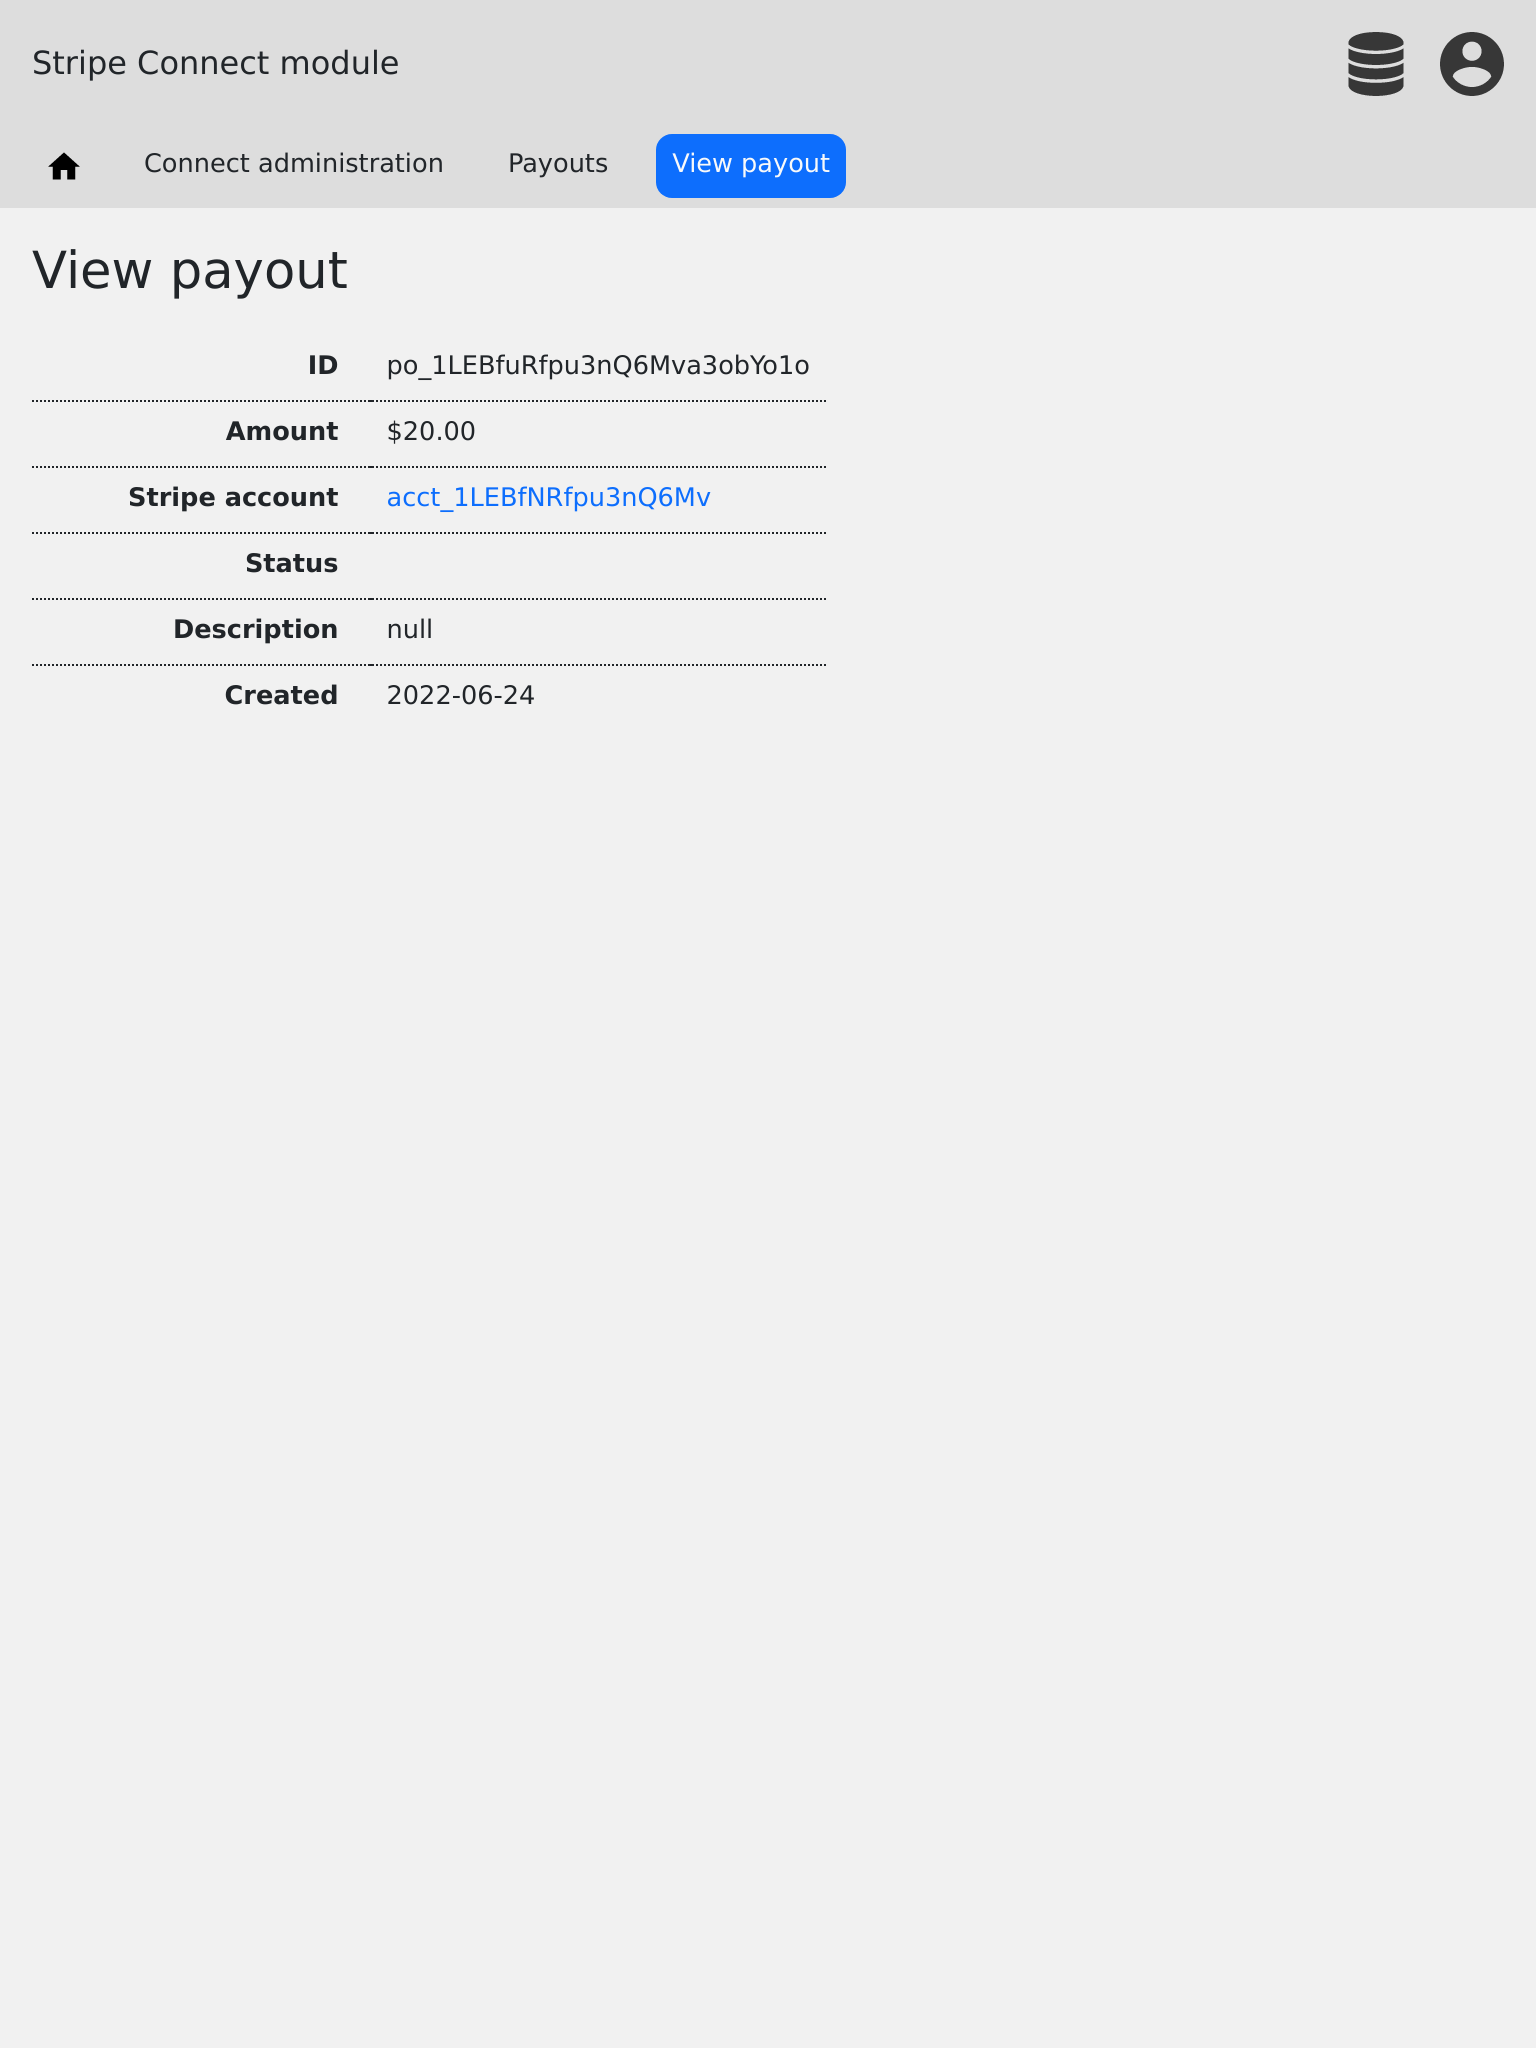 Stripe Connect module
Connect administration Payouts View payout
View payout
ID po_1LEBfuRfpu3nQ6Mva3obYo1o
Amount $20.00
Stripe account acct_1LEBfNRfpu3nQ6Mv
Status
Description null
Created 2022-06-24